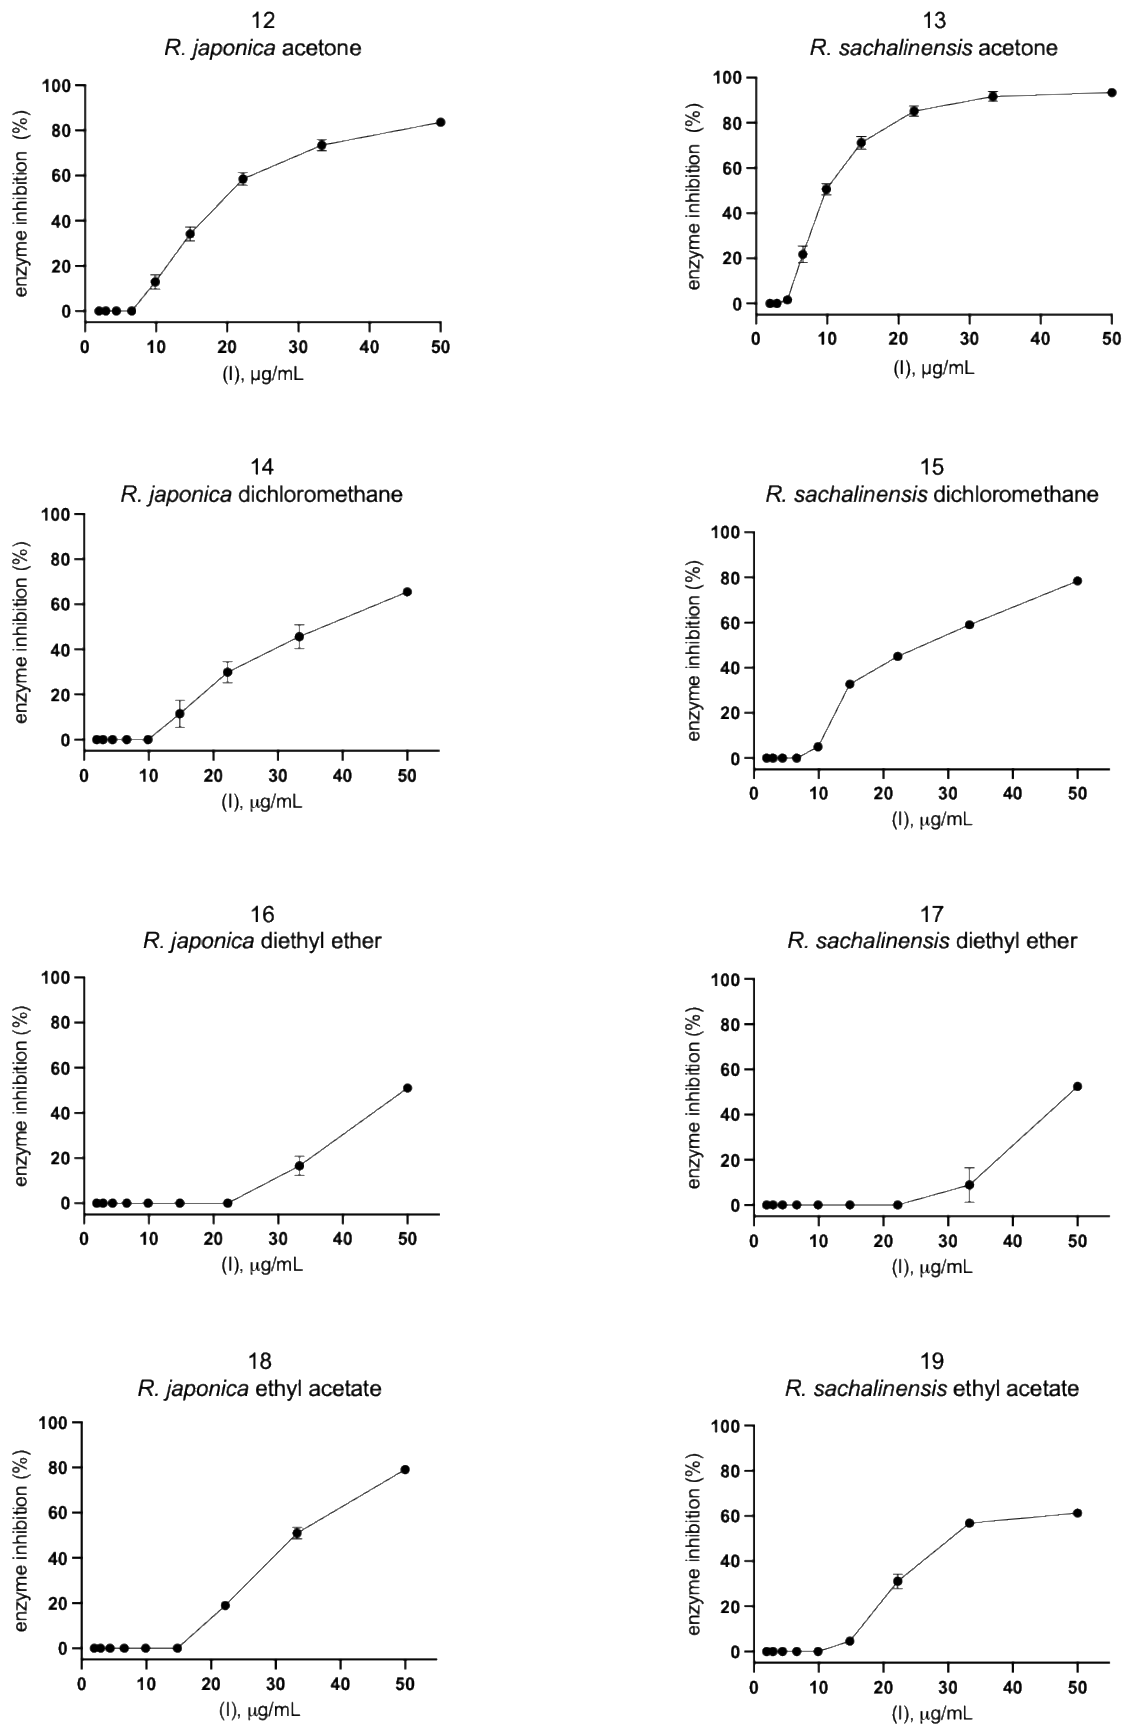 12
R. japonica acetone
100
80
60
40
20
0
enzyme inhibition (%)
0 10 20 30 40 50
(I), µg/mL
13
R. sachalinensis acetone
100
80
60
40
20
0
enzyme inhibition (%)
0 10 20 30 40 50
(I), µg/mL
14
R. japonica dichloromethane
100
80
60
40
20
0
enzyme inhibition (%)
0 10 20 30 40 50
(I), µg/mL
15
R. sachalinensis dichloromethane
100
80
60
40
20
0
enzyme inhibition (%)
0 10 20 30 40 50
(I), µg/mL
16
R. japonica diethyl ether
100
80
60
40
20
0
enzyme inhibition (%)
0 10 20 30 40 50
(I), µg/mL
17
R. sachalinensis diethyl ether
100
80
60
40
20
0
enzyme inhibition (%)
0 10 20 30 40 50
(I), µg/mL
18
R. japonica ethyl acetate
100
80
60
40
20
0
enzyme inhibition (%)
0 10 20 30 40 50
(I), µg/mL
19
R. sachalinensis ethyl acetate
100
80
60
40
20
0
enzyme inhibition (%)
0 10 20 30 40 50
(I), µg/mL